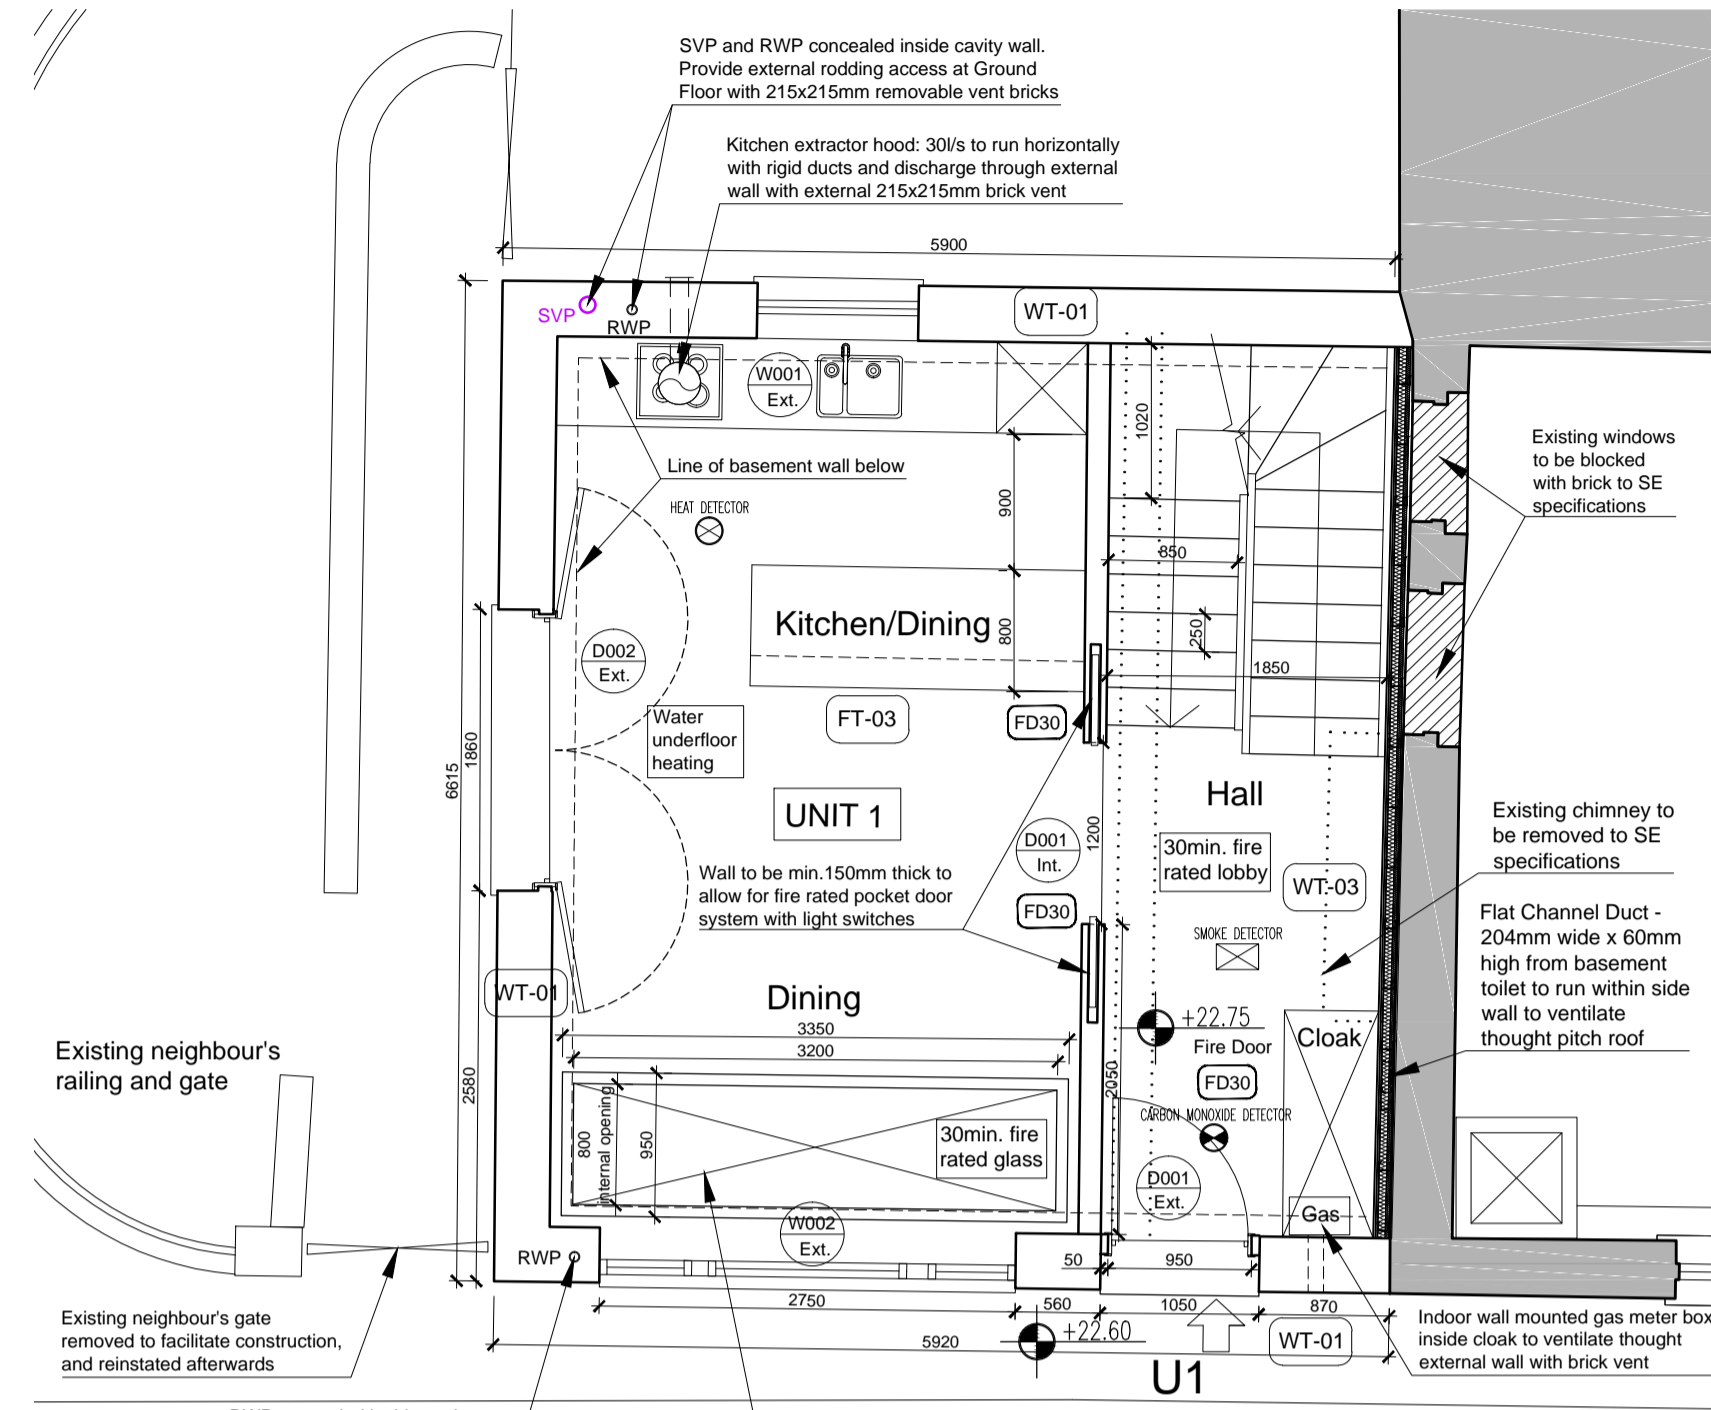 SVP and RWP concealed inside cavity wall.
Provide external rodding access at Ground
Floor with 215x215mm removable vent bricks
Kitchen extractor hood: 30l/s to run horizontally
with rigid ducts and discharge through external
wall with external 215x215mm brick vent
5900
SVP
RWP
WT-01
W001
Ext.
1020
Existing windows
to be blocked
with brick to SE
specifications
Line of basement wall below
HEAT DETECTOR
900
850
Kitchen/Dining
800
250
D002
Ext.
1850
FT-03
FD30
Water
underfloor
heating
6615
1860
UNIT 1
Hall
1200
D001
Int.
30min. fire
rated lobby
WT-03
Existing chimney to
be removed to SE
specifications
Wall to be min.150mm thick to
allow for fire rated pocket door
system with light switches
FD30
Flat Channel Duct -
204mm wide x 60mm
high from basement
toilet to run within side
wall to ventilate
thought pitch roof
SMOKE DETECTOR
WT-01
Dining
3350
3200
+22.75
Fire Door
Cloak
FD30
Existing neighbour's
railing and gate
2580
2050
800
internal opening
950
30min. fire
rated glass
CARBON MONOXIDE DETECTOR
D001
Ext.
Gas
W002
Ext.
RWP
50
950
2750
560
1050
870
5920
+22.60
WT-01
U1
Existing neighbour's gate
removed to facilitate construction,
and reinstated afterwards
Indoor wall mounted gas meter box
inside cloak to ventilate thought
external wall with brick vent